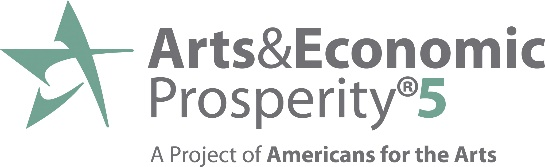 Arts&Economic
Prosperity®5
A Project of Americans for the Arts